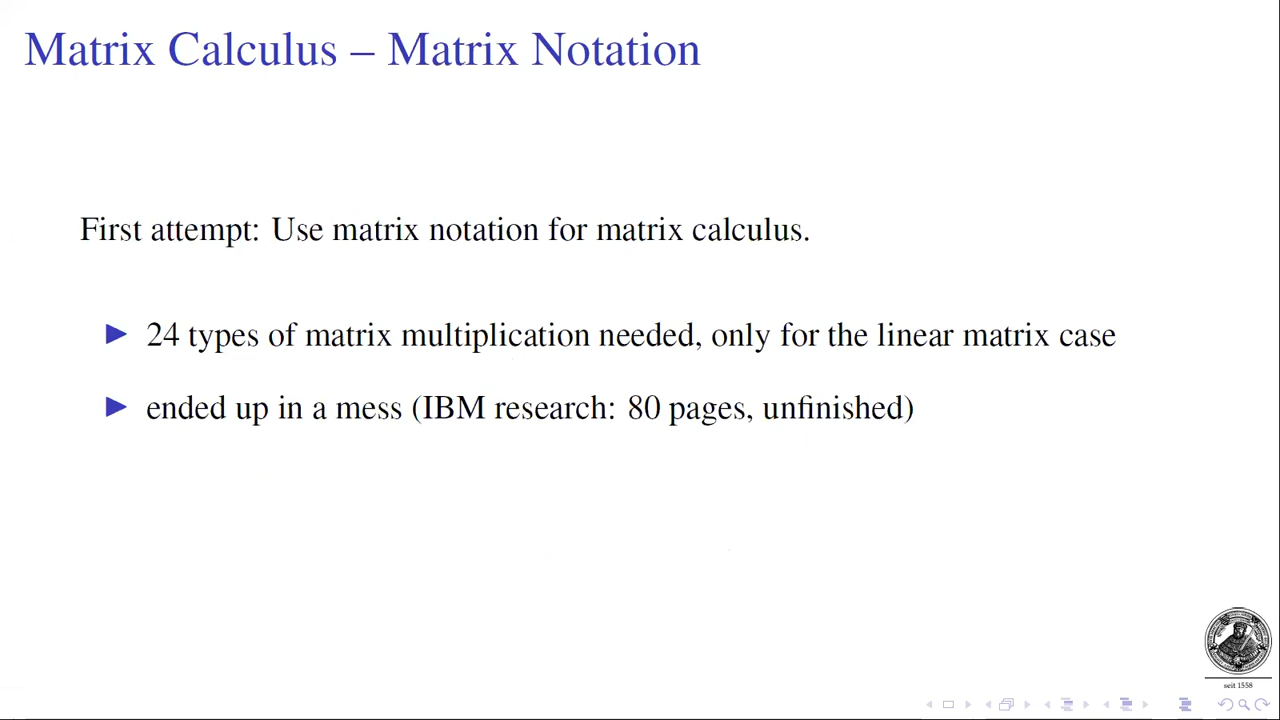 Matrix Calculus – Matrix Notation
First attempt: Use matrix notation for matrix calculus.
24 types of matrix multiplication needed, only for the linear matrix case
ended up in a mess (IBM research: 80 pages, unfinished)
seit 1558